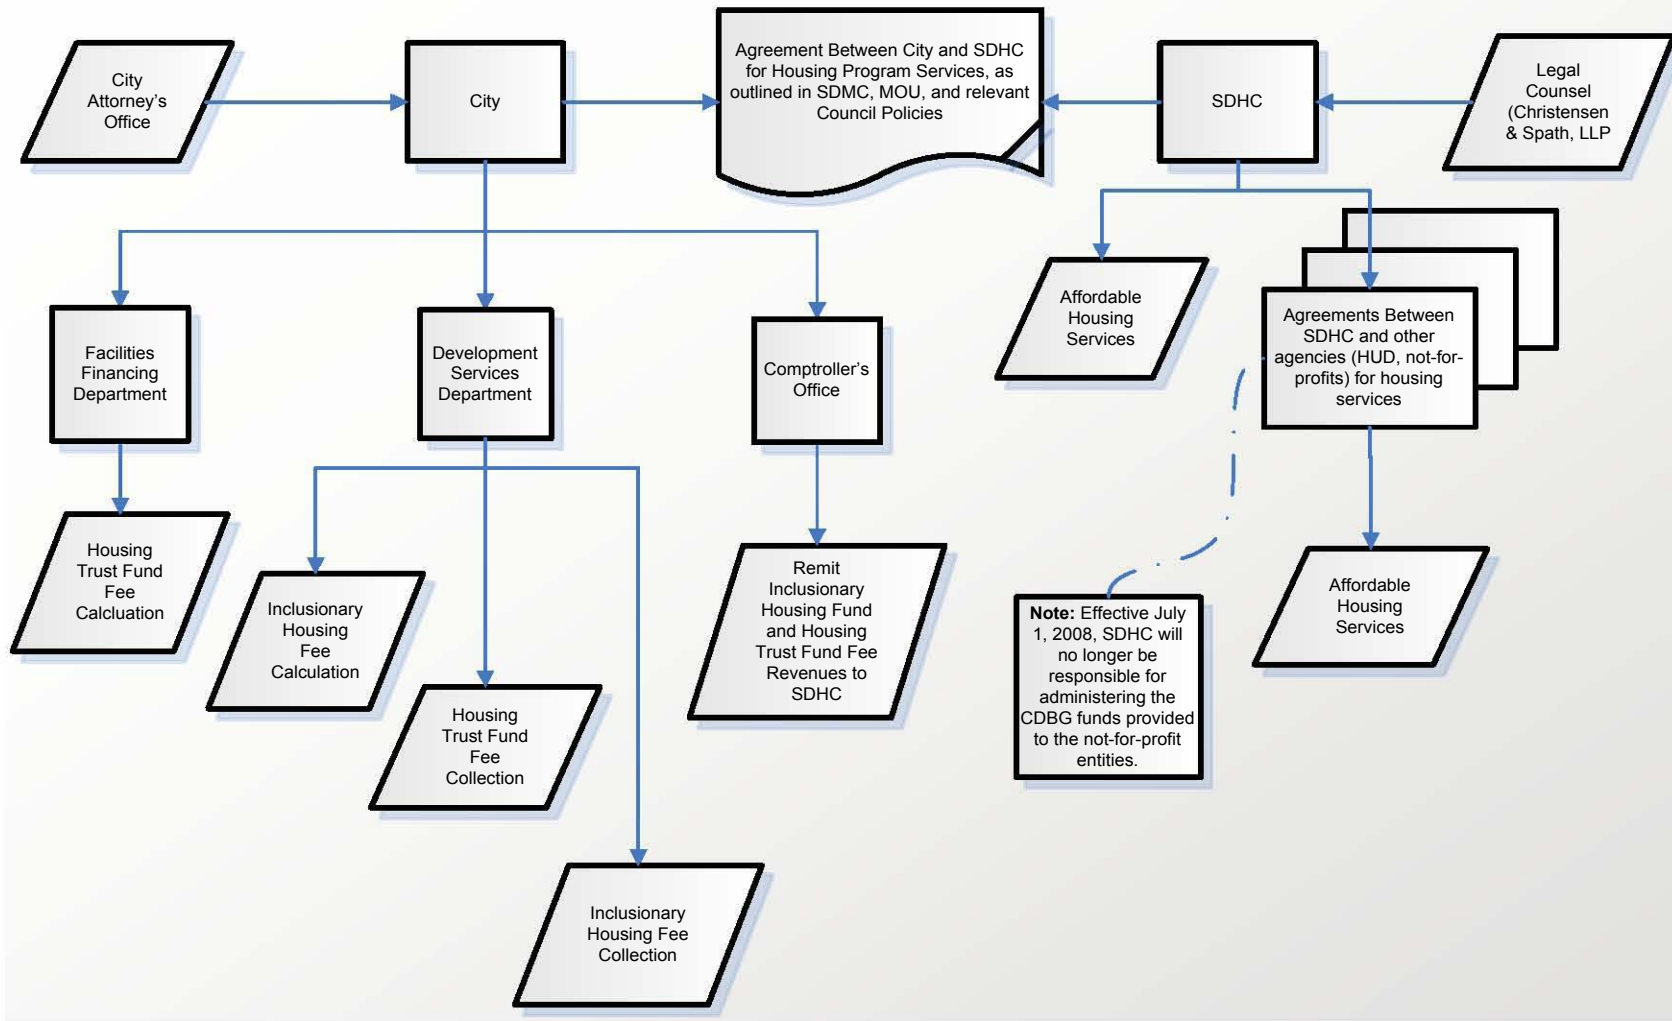 City
Attorney's
Office
City
Agreement Between City and SDHC
for Housing Program Services, as
outlined in SDMC, MOU, and relevant
Council Policies
SDHC
Legal
Counsel
(Christensen
& Spath, LLP
Facilities
Financing
Department
Development
Services
Department
Comptroller's
Office
Affordable
Housing
Services
Agreements Between
SDHC and other
agencies (HUD, not-for-
profits) for housing
services
Housing
Trust Fund
Fee
Calcluation
Inclusionary
Housing
Fee
Calculation
Housing
Trust Fund
Fee
Collection
Inclusionary
Housing Fee
Collection
Remit
Inclusionary
Housing Fund
and Housing
Trust Fund Fee
Revenues to
SDHC
Note: Effective July
1, 2008, SDHC will
no longer be
responsible for
administering the
CDBG funds provided
to the not-for-profit
entities.
Affordable
Housing
Services